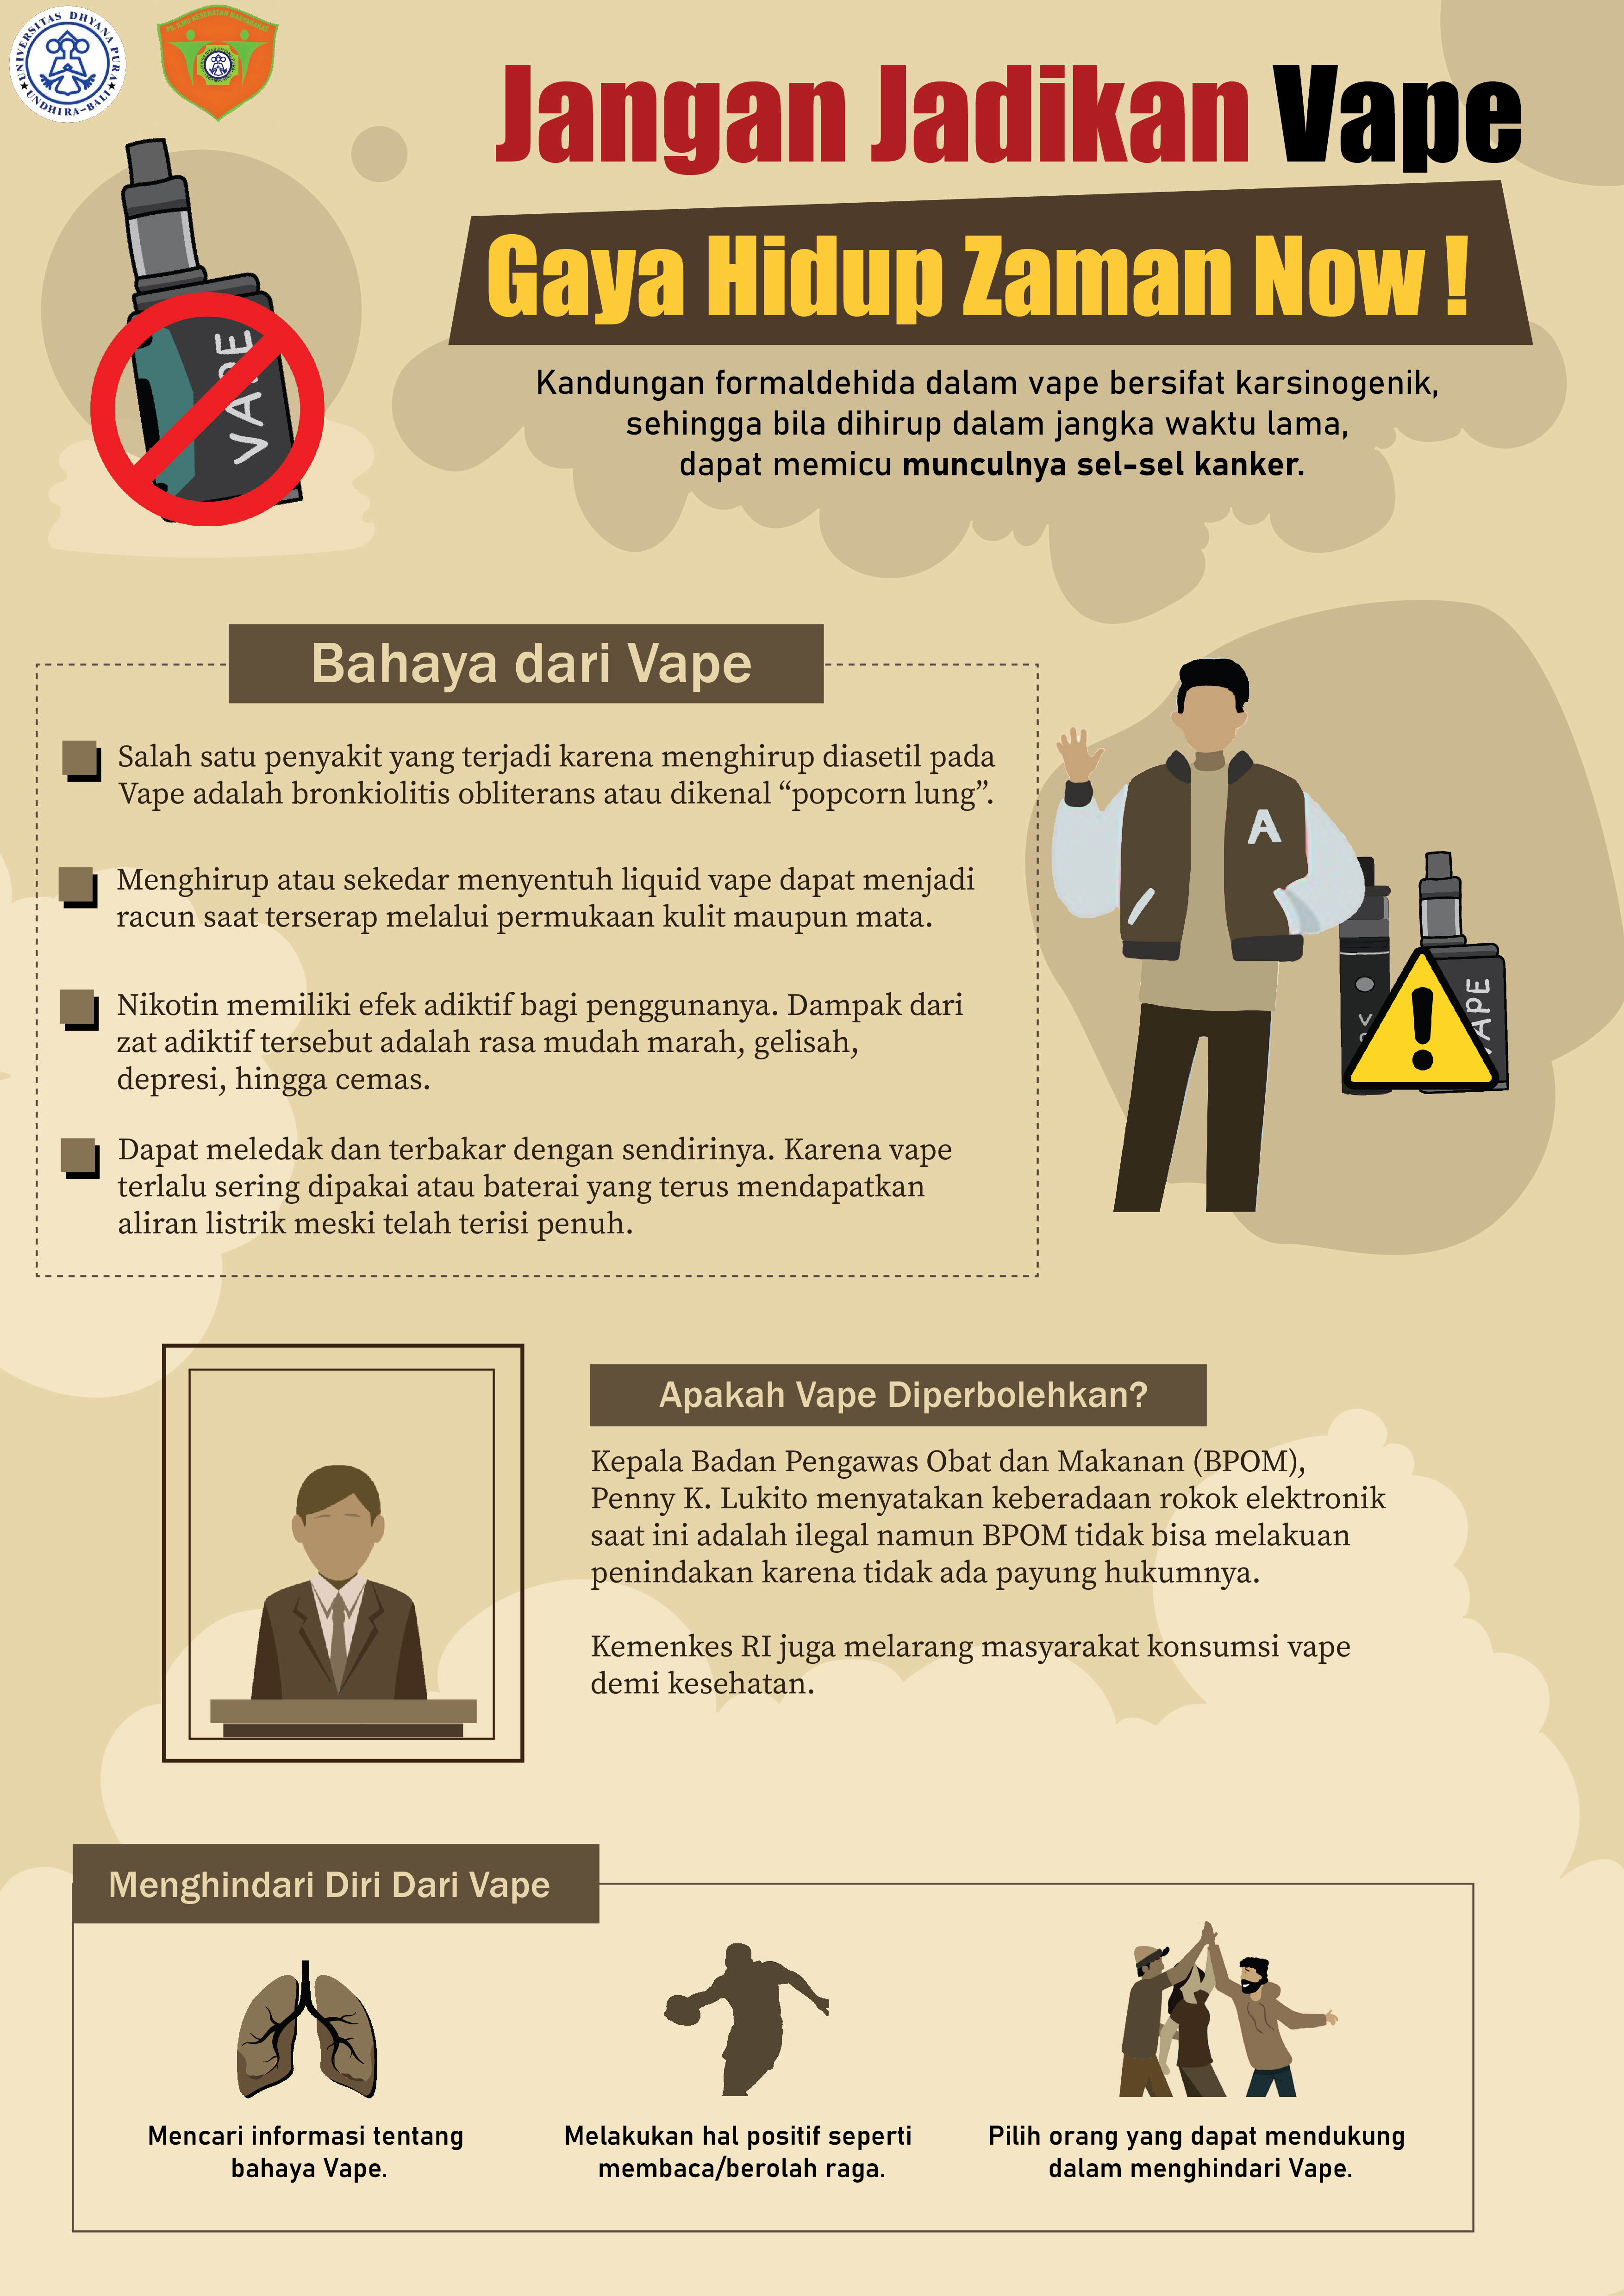 UNIVERSITAS DHYANA PURA
UNDHIRA-BALI
PS. ILMU KESEHATAN MASYARAKAT
Jangan Jadikan Vape
Gaya Hidup Zaman Now !
VAPE
Kandungan formaldehida dalam vape bersifat karsinogenik,
sehingga bila dihirup dalam jangka waktu lama,
dapat memicu munculnya sel-sel kanker.
Bahaya dari Vape
Salah satu penyakit yang terjadi karena menghirup diasetil pada
Vape adalah bronkiolitis obliterans atau dikenal “popcorn lung”.
Menghirup atau sekedar menyentuh liquid vape dapat menjadi
racun saat terserap melalui permukaan kulit maupun mata.
Nikotin memiliki efek adiktif bagi penggunanya. Dampak dari
zat adiktif tersebut adalah rasa mudah marah, gelisah,
depresi, hingga cemas.
Dapat meledak dan terbakar dengan sendirinya. Karena vape
terlalu sering dipakai atau baterai yang terus mendapatkan
aliran listrik meski telah terisi penuh.
A
APE
Apakah Vape Diperbolehkan?
Kepala Badan Pengawas Obat dan Makanan (BPOM),
Penny K. Lukito menyatakan keberadaan rokok elektronik
saat ini adalah ilegal namun BPOM tidak bisa melakuan
penindakan karena tidak ada payung hukumnya.
Kemenkes RI juga melarang masyarakat konsumsi vape
demi kesehatan.
Menghindari Diri Dari Vape
Mencari informasi tentang
bahaya Vape.
Melakukan hal positif seperti
membaca/berolah raga.
Pilih orang yang dapat mendukung
dalam menghindari Vape.